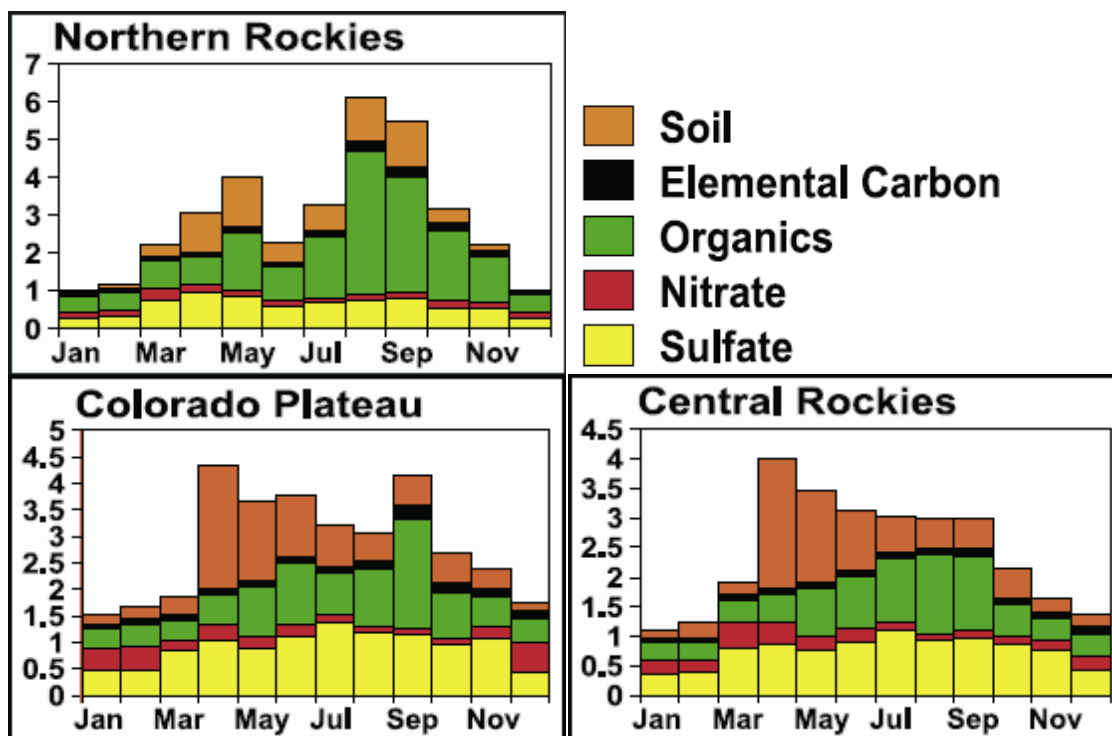 Northern Rockies
7
6
5
4
3
2
1
0
Jan Mar May Jul Sep Nov
Soil
Elemental Carbon
Organics
Nitrate
Sulfate
Colorado Plateau
5
4.5
4
3.5
3
2.5
2
1.5
1
0.5
0
Jan Mar May Jul Sep Nov
Central Rockies
4.5
4
3.5
3
2.5
2
1.5
1
0.5
0
Jan Mar May Jul Sep Nov